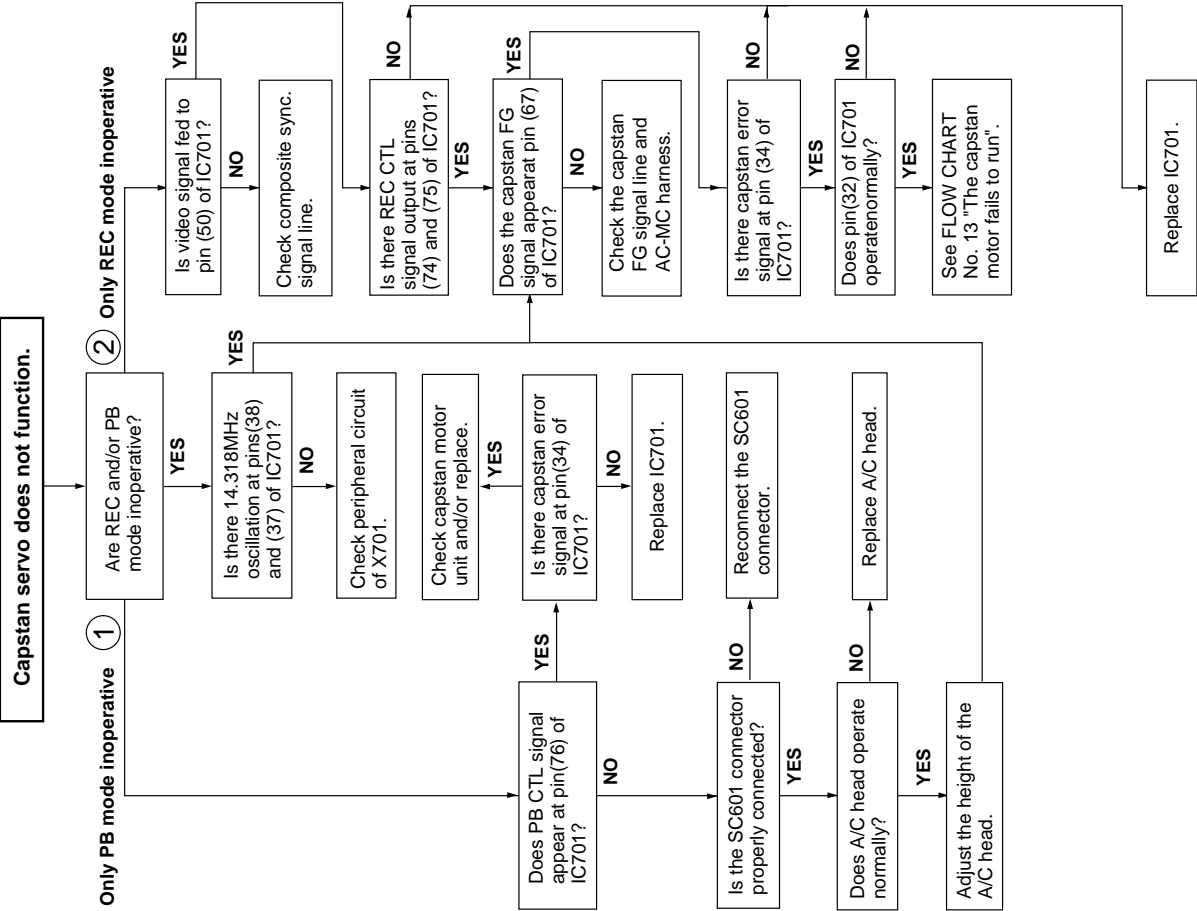 Capstan servo does not function.
Only PB mode inoperative
1
Are REC and/or PB
mode inoperative?
2
Only REC mode inoperative
YES
Is there 14.318MHz
oscillation at pins(38)
and (37) of IC701?
YES
NO
Check peripheral circuit
of X701.
Does PB CTL signal
appear at pin(76) of
IC701?
YES
NO
Check capstan motor
unit and/or replace.
YES
Is there capstan error
signal at pin(34) of
IC701?
NO
Replace IC701.
Is the SC601 connector
properly connected?
NO
YES
Reconnect the SC601
connector.
Does A/C head operate
normally?
NO
YES
Replace A/C head.
Adjust the height of the
A/C head.
Is video signal fed to
pin (50) of IC701?
YES
NO
Check composite sync.
signal line.
Is there REC CTL
signal output at pins
(74) and (75) of IC701?
NO
YES
Does the capstan FG
signal appearat pin (67)
of IC701?
YES
NO
Check the capstan
FG signal line and
AC-MC harness.
Is there capstan error
signal at pin (34) of
IC701?
NO
YES
Does pin(32) of IC701
operatenormally?
NO
YES
See FLOW CHART
No. 13 "The capstan
motor fails to run".
Replace IC701.